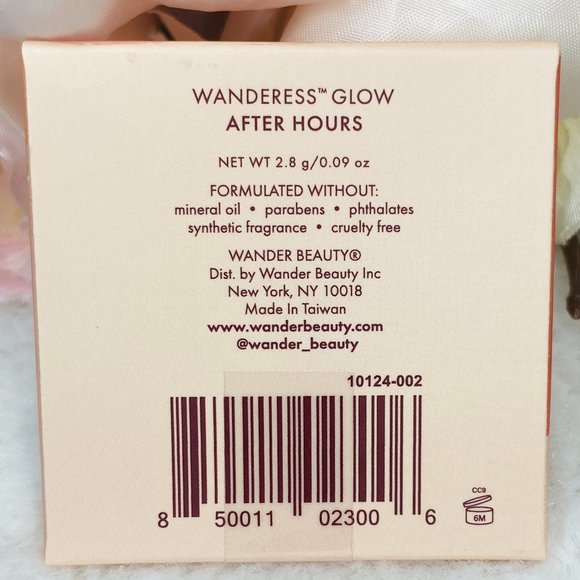 WANDERESS™ GLOW
AFTER HOURS
NET WT 2.8 g/0.09 oz
FORMULATED WITHOUT:
mineral oil • parabens • phthalates
synthetic fragrance • cruelty free
WANDER BEAUTY®
Dist. by Wander Beauty Inc
New York, NY 10018
Made In Taiwan
www.wanderbeauty.com
@wander_beauty
10124-002
8 50011 02300 6
CC9
6M